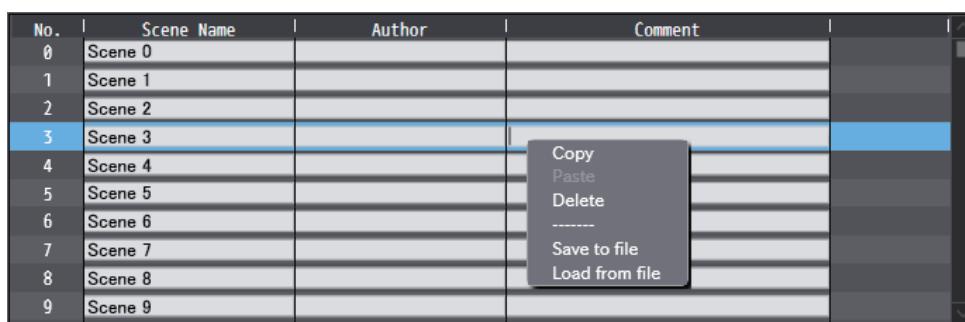 No. Scene Name Author Comment
0 Scene 0
1 Scene 1
2 Scene 2
3 Scene 3
4 Scene 4
5 Scene 5
6 Scene 6
7 Scene 7
8 Scene 8
9 Scene 9
Copy
Paste
Delete
-------
Save to file
Load from file